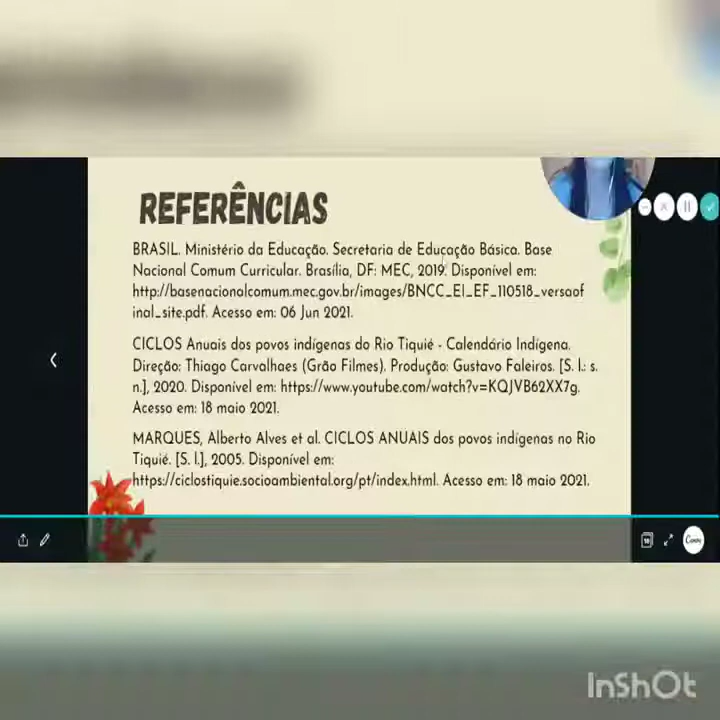 REFERÊNCIAS
BRASIL. Ministério da Educação. Secretaria de Educação Básica. Base
Nacional Comum Curricular. Brasília, DF: MEC, 2019. Disponível em:
http://basenacionalcomum.mec.gov.br/images/BNCC_EI_EF_110518_versaof
inal_site.pdf. Acesso em: 06 Jun 2021.
CICLOS Anuais dos povos indígenas do Rio Tiquié - Calendário Indígena.
Direção: Thiago Carvalhaes (Grão Filmes). Produção: Gustavo Faleiros. [S. l.: s.
n.], 2020. Disponível em: https://www.youtube.com/watch?v=KQJVB62XX7g.
Acesso em: 18 maio 2021.
MARQUES, Alberto Alves et al. CICLOS ANUAIS dos povos indígenas no Rio
Tiquié. [S. l.], 2005. Disponível em:
https://ciclostiquie.socioambiental.org/pt/index.html. Acesso em: 18 maio 2021.
18
Canva
InShOt